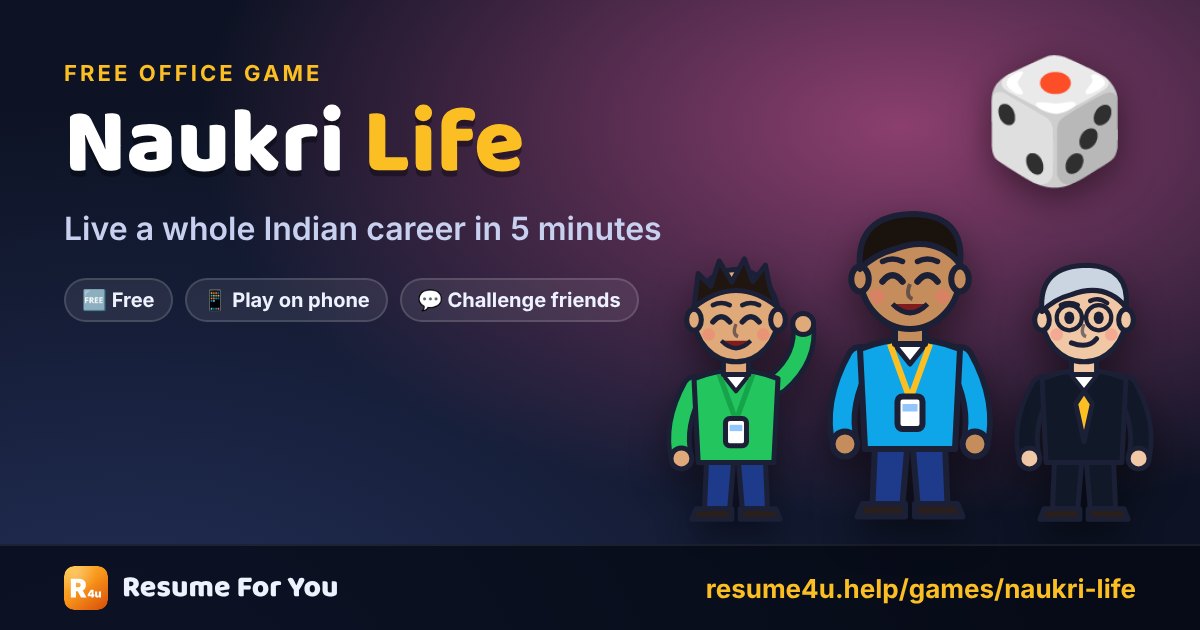 FREE OFFICE GAME
Naukri Life
Live a whole Indian career in 5 minutes
🆓 Free 📱 Play on phone 💬 Challenge friends
R4u Resume For You resume4u.help/games/naukri-life